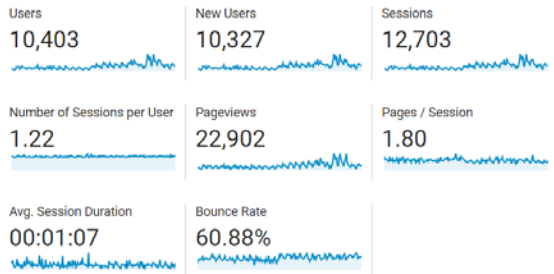 Users
10,403
New Users
10,327
Sessions
12,703
Number of Sessions per User
1.22
Pageviews
22,902
Pages / Session
1.80
Avg. Session Duration
00:01:07
Bounce Rate
60.88%